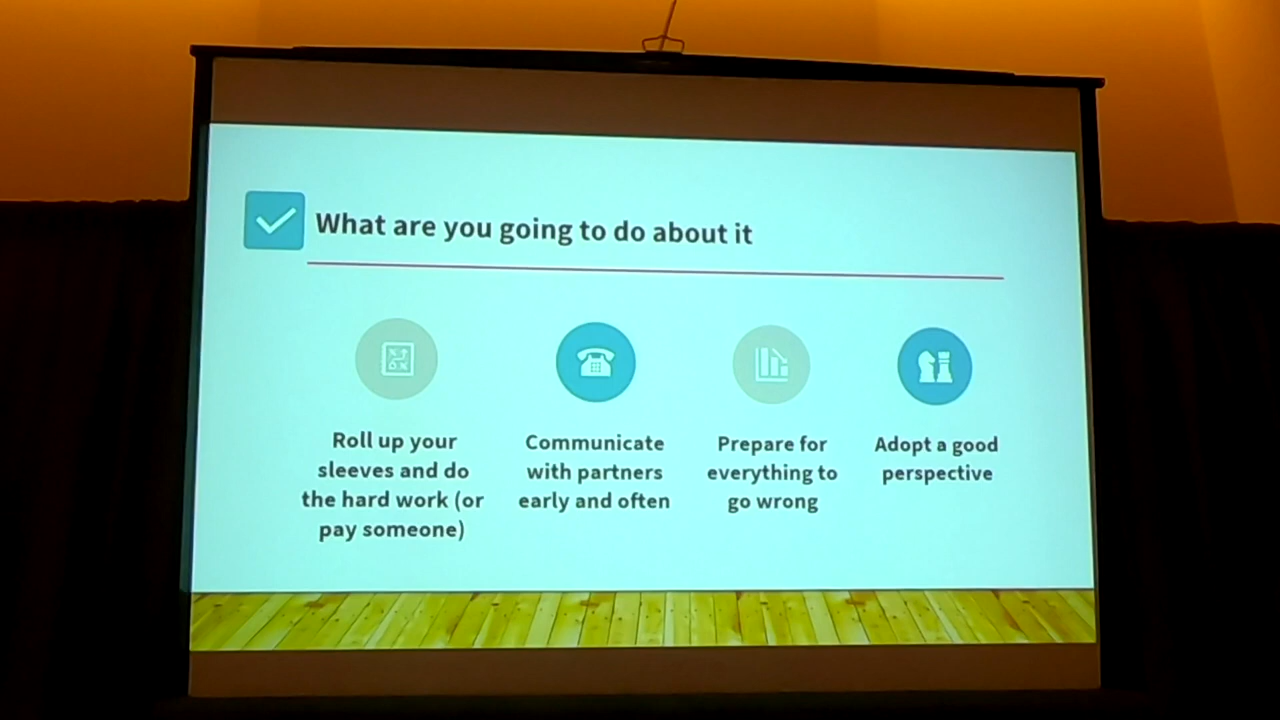 What are you going to do about it
Roll up your
sleeves and do
the hard work (or
pay someone)
Communicate
with partners
early and often
Prepare for
everything to
go wrong
Adopt a good
perspective